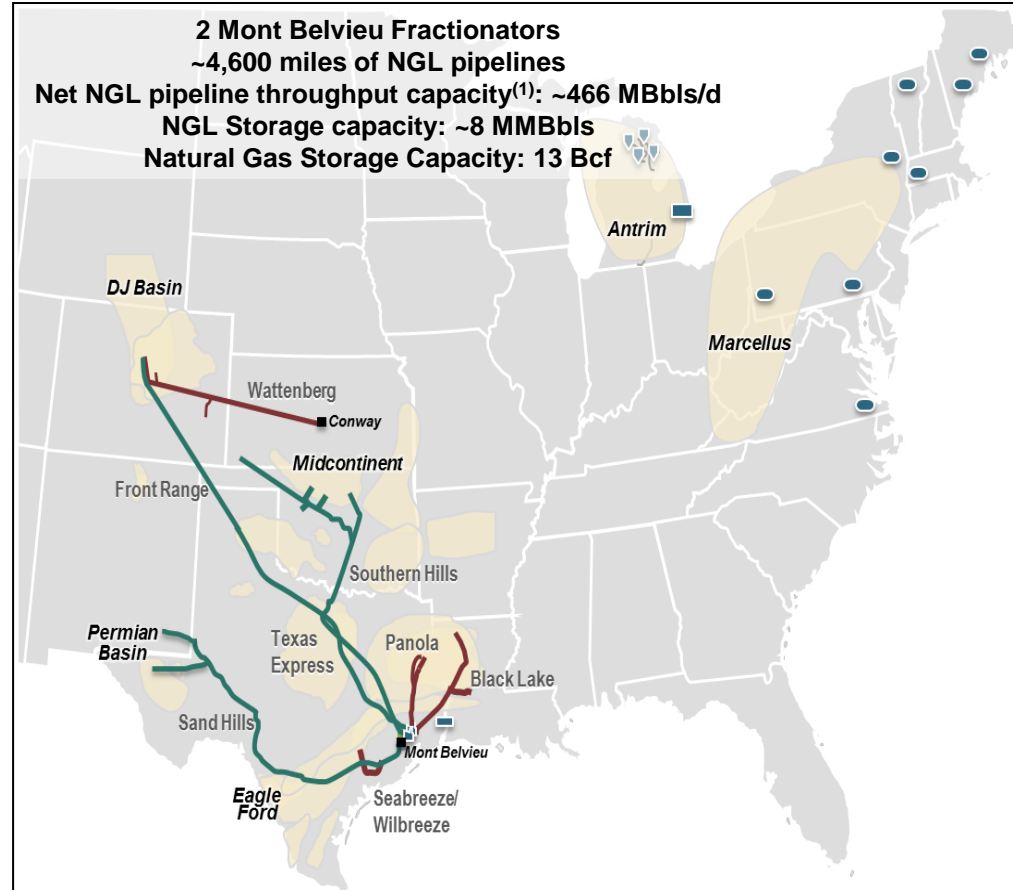 2 Mont Belvieu Fractionators
~4,600 miles of NGL pipelines
Net NGL pipeline throughput capacity(1): ~466 MBbls/d
NGL Storage capacity: ~8 MMBbls
Natural Gas Storage Capacity: 13 Bcf
Antrim
DJ Basin
Marcellus
Wattenberg
Conway
Midcontinent
Front Range
Southern Hills
Permian
Basin
Texas
Express
Panola
Black Lake
Sand Hills
Mont Belvieu
Eagle
Ford
Seabreeze/
Wilbreeze